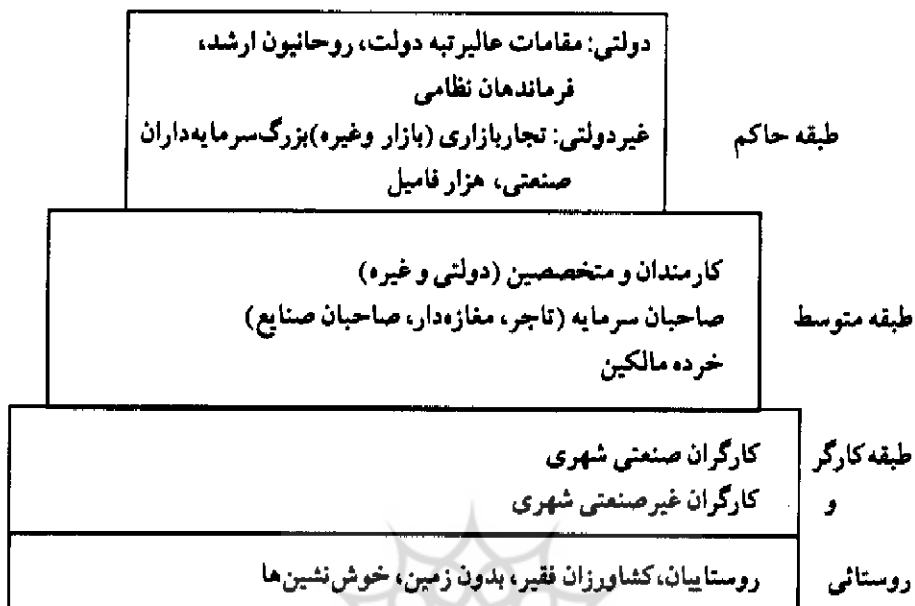 دولتی: مقامات عالیرتبه دولت، روحانیون ارشد،
فرماندهان نظامی
غیردولتی: تجاربازاری (بازار وغیره)بزرگ‌سرمایه‌داران
صنعتی، هزار فامیل
طبقه حاکم
کارمندان و متخصصین (دولتی و غیره)
صاحبان سرمایه (تاجر، مغازه‌دار، صاحبان صنایع)
خرده مالکین
طبقه متوسط
طبقه کارگر
و
کارگران صنعتی شهری
کارگران غیرصنعتی شهری
روستائی
روستاییان،کشاورزان فقیر، بدون زمین، خوش‌نشین‌ها